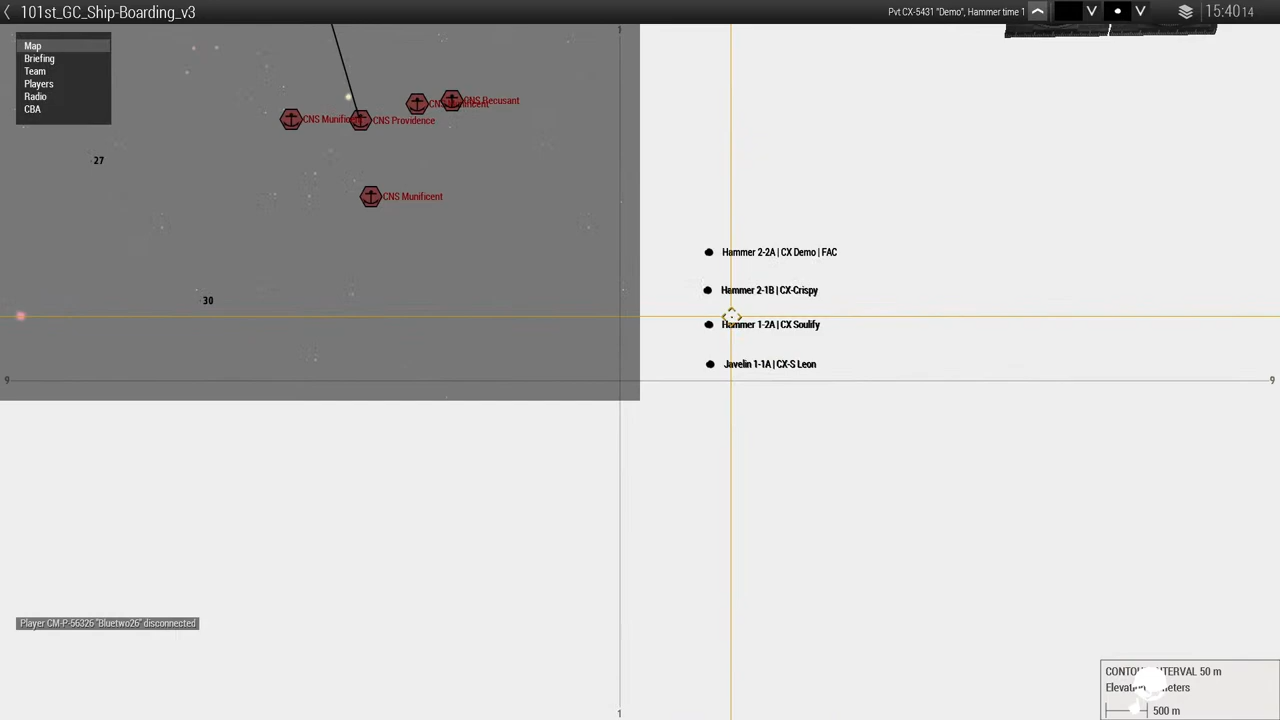 101st_GC_Ship-Boarding_v3
Pvt CX-5431 "Demo", Hammer time 1
15:40 14
Map
Briefing
Team
Players
Radio
CBA
1
CNS Recusant
CNS Providence
27
CNS Munificent
Hammer 2-2A | CX Demo | FAC
Hammer 2-1B | CX-Crispy
30
Hammer 1-2A | CX Soulify
Javelin 1-1A | CX-S Leon
9
9
Player CM-P-56326 "Bluetwo26" disconnected
CONTOUR INTERVAL 50 m
Elevation meters
500 m
1